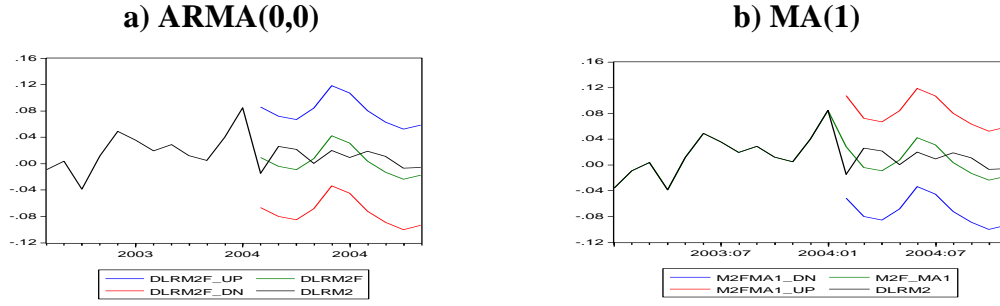 a) ARMA(0,0)
.16
.12
.08
.04
.00
-.04
-.08
-.12
2003
2004
2004
DLRM2F_UP
DLRM2F
DLRM2F_DN
DLRM2
b) MA(1)
.16
.12
.08
.04
.00
-.04
-.08
-.12
2003:07
2004:01
2004:07
M2FMA1_DN
M2F_MA1
M2FMA1_UP
DLRM2